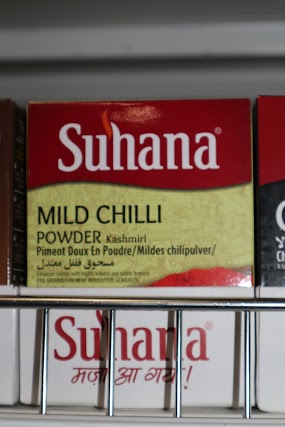 Suhana®
MILD CHILLI
POWDER Kashmiri
Piment Doux En Poudre/Mildes chilipulver/
مسحوق فلفل معتدل
Suhana®
मज़ा आ गया!